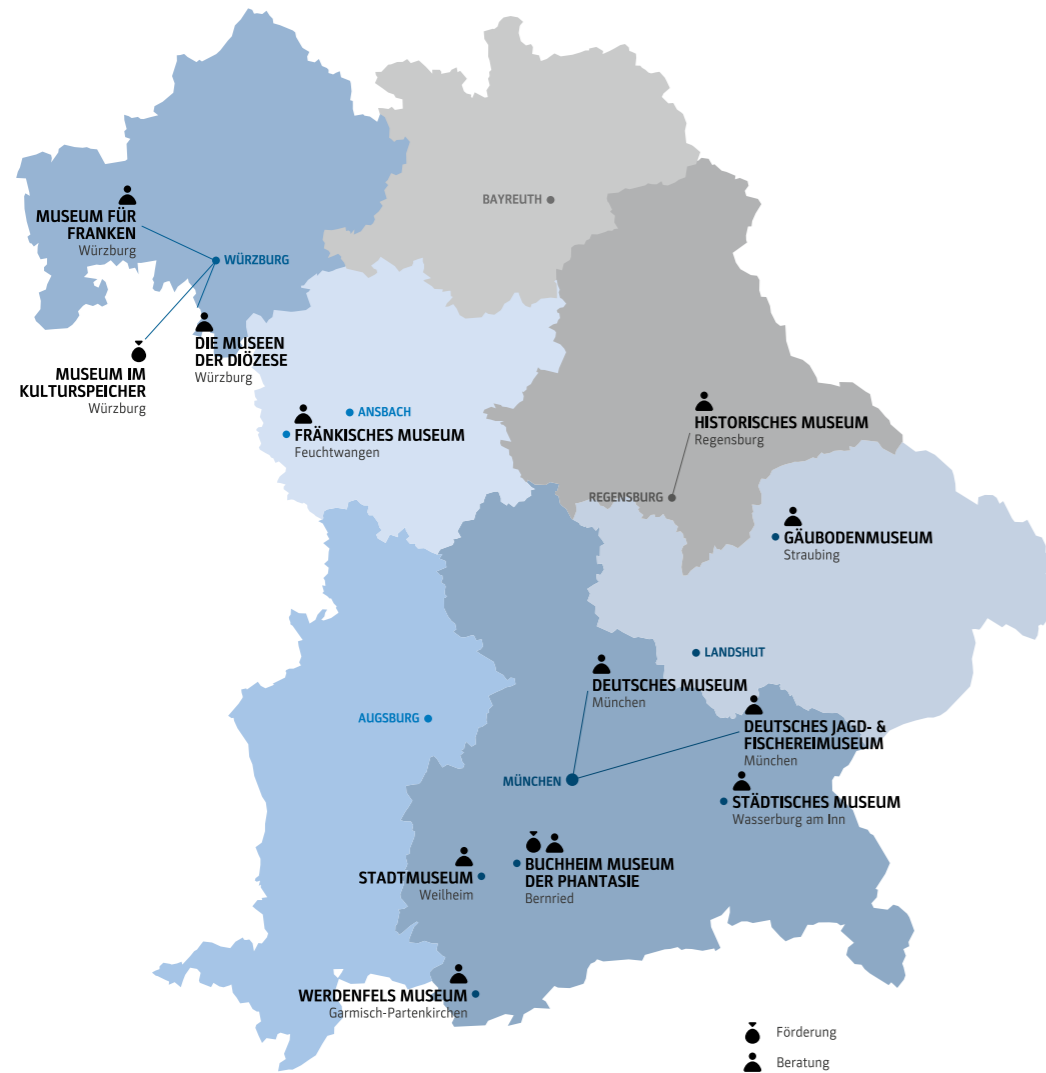 BAYREUTH
MUSEUM FÜR
FRANKEN
Würzburg
WÜRZBURG
DIE MUSEEN
DER DIÖZESE
Würzburg
MUSEUM IM
KULTURSPEICHER
Würzburg
ANSBACH
FRÄNKISCHES MUSEUM
Feuchtwangen
HISTORISCHES MUSEUM
Regensburg
REGENSBURG
GÄUBODENMUSEUM
Straubing
LANDSHUT
DEUTSCHES MUSEUM
München
AUGSBURG
DEUTSCHES JAGD- &
FISCHEREIMUSEUM
München
MÜNCHEN
STÄDTISCHES MUSEUM
Wasserburg am Inn
BUCHHEIM MUSEUM
DER PHANTASIE
Bernried
STADTMUSEUM
Weilheim
WERDENFELS MUSEUM
Garmisch-Partenkirchen
Förderung
Beratung